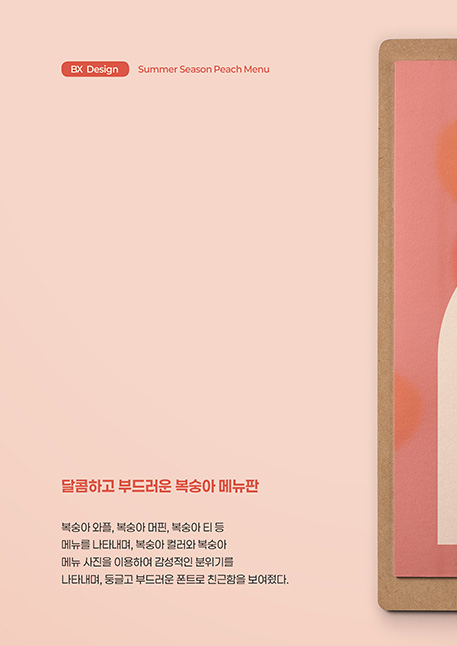 BX Design
Summer Season Peach Menu
달콤하고 부드러운 복숭아 메뉴판
복숭아 와플, 복숭아 머핀, 복숭아 티 등
메뉴를 나타내며, 복숭아 컬러와 복숭아
메뉴 사진을 이용하여 감성적인 분위기를
나타내며, 둥글고 부드러운 폰트로 친근함을 보여줬다.